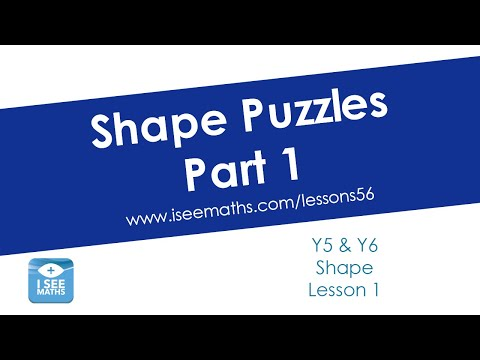 Shape Puzzles
Part 1
www.iseemaths.com/lessons56
Y5 & Y6
Shape
Lesson 1
I SEE
MATHS